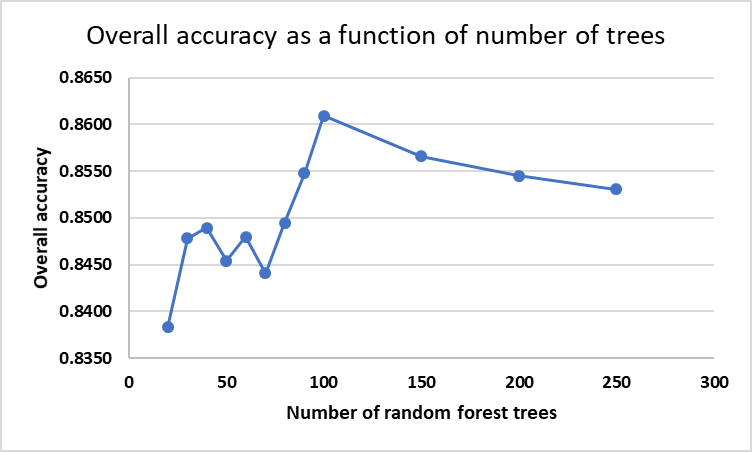 Overall accuracy as a function of number of trees
0.8650
0.8600
0.8550
0.8500
0.8450
0.8400
0.8350
Overall accuracy
0 50 100 150 200 250 300
Number of random forest trees